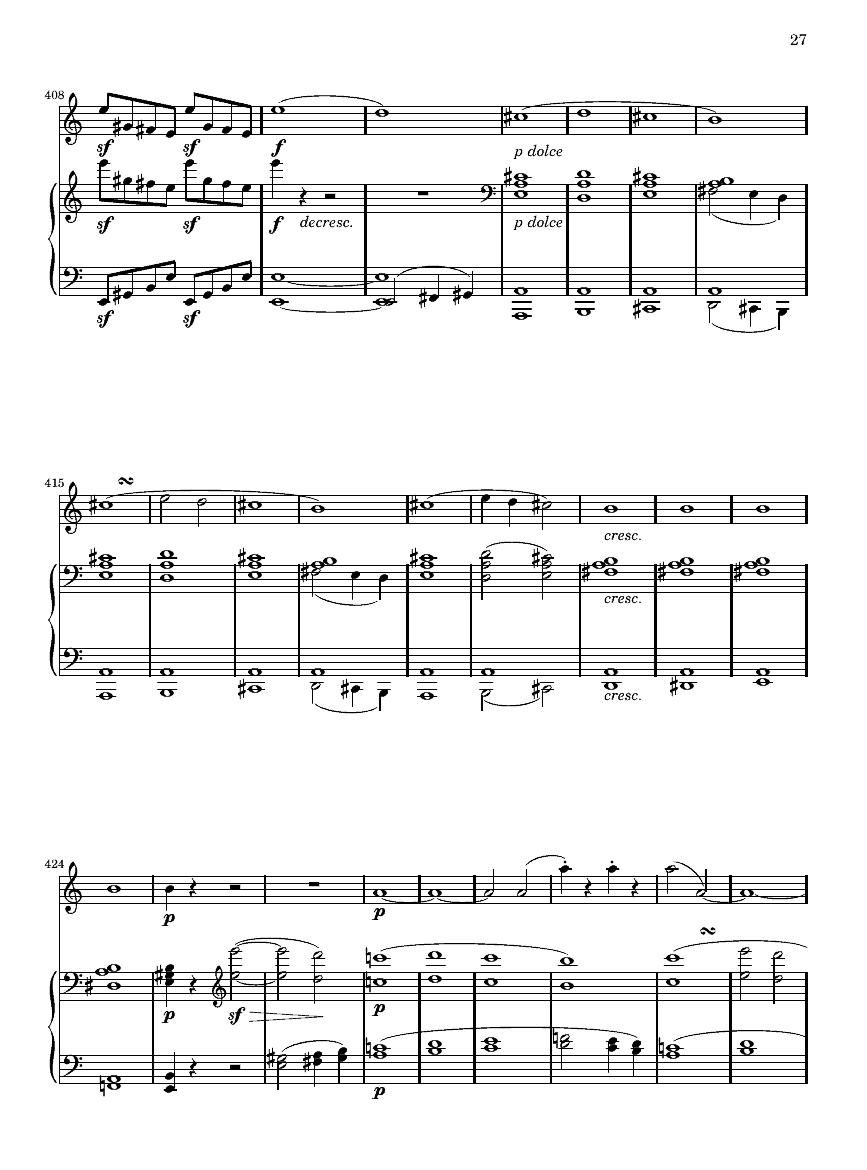 27
408
sf sf f p dolce
sf sf f decresc. p dolce
sf sf
415
cresc.
cresc.
cresc.
424
p p
p sf p
p